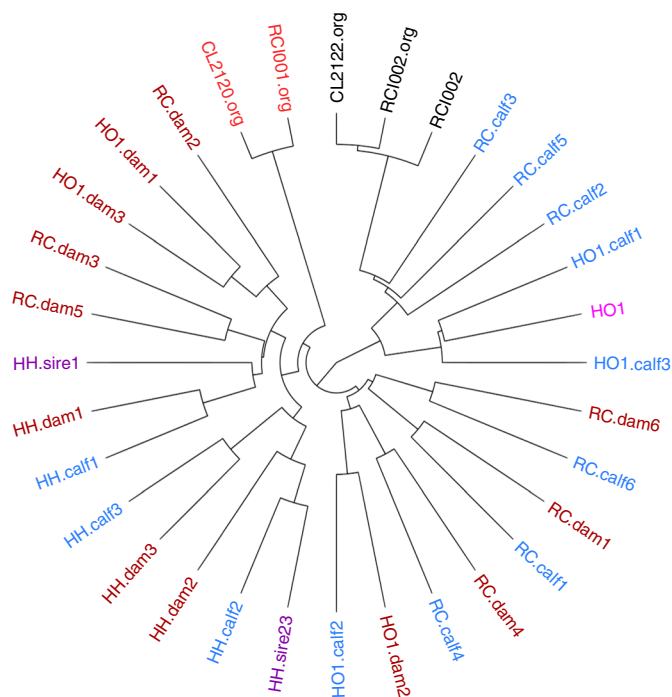 CL2122.org
RCI002.org
RCI002
RC.calf3
RC.calf5
RC.calf2
HO1.calf1
HO1
HO1.calf3
RC.dam6
RC.calf6
RC.dam1
RC.calf1
RC.dam4
RC.calf4
HO1.dam2
HO1.calf2
HH.sire23
HH.calf2
HH.dam2
HH.dam3
HH.calf3
HH.calf1
HH.dam1
HH.sire1
RC.dam5
RC.dam3
HO1.dam3
HO1.dam1
RC.dam2
CL2120.org
RCI001.org